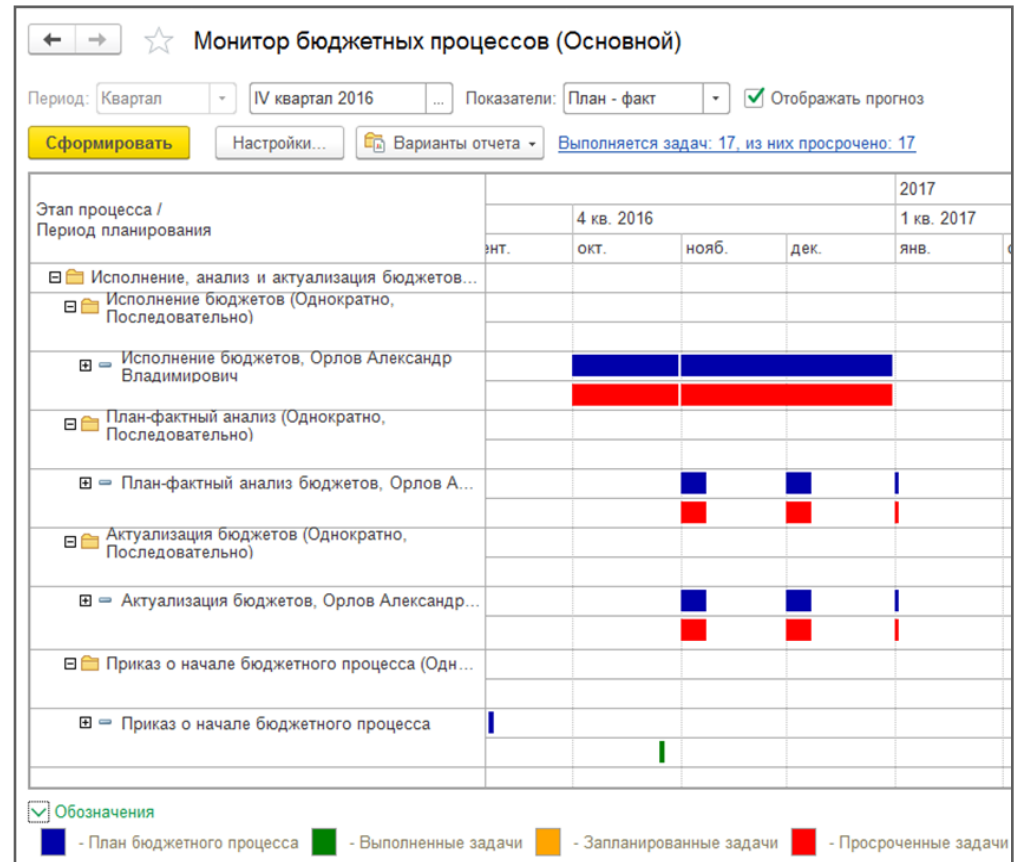 Монитор бюджетных процессов (Основной)
Период: Квартал IV квартал 2016 ... Показатели: План - факт Отображать прогноз
Сформировать Настройки... Варианты отчета Выполняется задач: 17, из них просрочено: 17
2017
Этап процесса /
Период планирования
4 кв. 2016 1 кв. 2017
ент. окт. нояб. дек. янв.
Исполнение, анализ и актуализация бюджетов...
Исполнение бюджетов (Однократно,
Последовательно)
Исполнение бюджетов, Орлов Александр
Владимирович
План-фактный анализ (Однократно,
Последовательно)
План-фактный анализ бюджетов, Орлов А...
Актуализация бюджетов (Однократно,
Последовательно)
Актуализация бюджетов, Орлов Александр...
Приказ о начале бюджетного процесса (Одн...
Приказ о начале бюджетного процесса
Обозначения
- План бюджетного процесса - Выполненные задачи - Запланированные задачи - Просроченные задачи